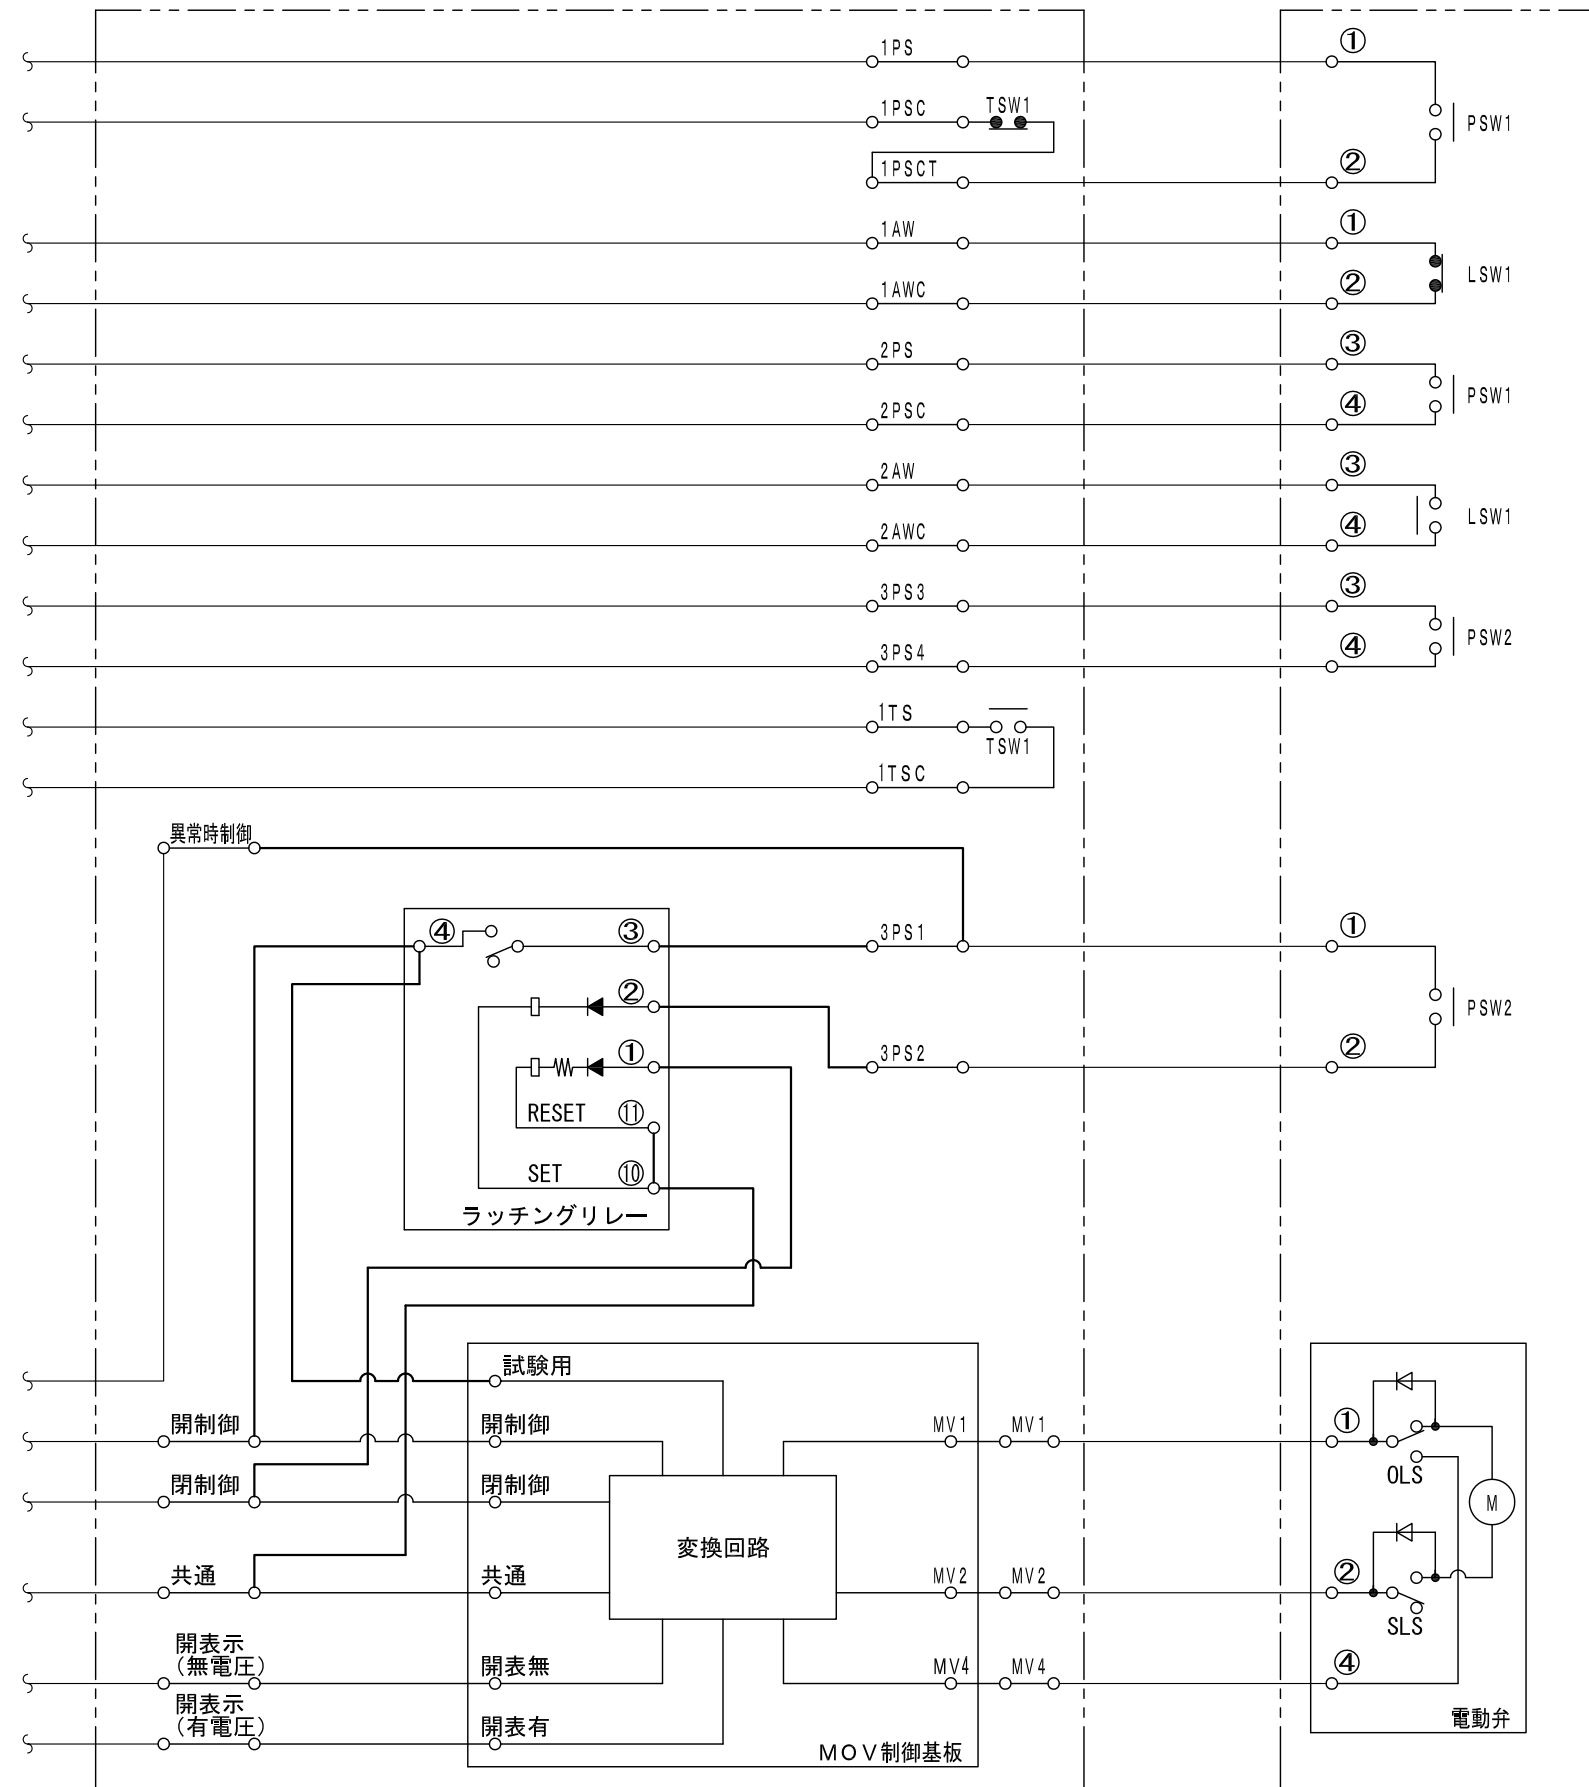 1PS
①
1PSC
TSW1
PSW1
1PSCT
②
1AW
①
LSW1
1AWC
②
2PS
③
PSW1
2PSC
④
2AW
③
LSW1
2AWC
④
3PS3
③
PSW2
3PS4
④
1TS
TSW1
1TSC
異常時制御
④
③
3PS1
①
②
PSW2
①
3PS2
②
RESET
⑪
SET
⑩
ラッチングリレー
試験用
開制御
開制御
MV1
MV1
①
OLS
閉制御
閉制御
M
変換回路
共通
共通
MV2
MV2
②
SLS
開表示
(無電圧)
開表無
MV4
MV4
④
開表示
(有電圧)
開表有
電動弁
MOV制御基板